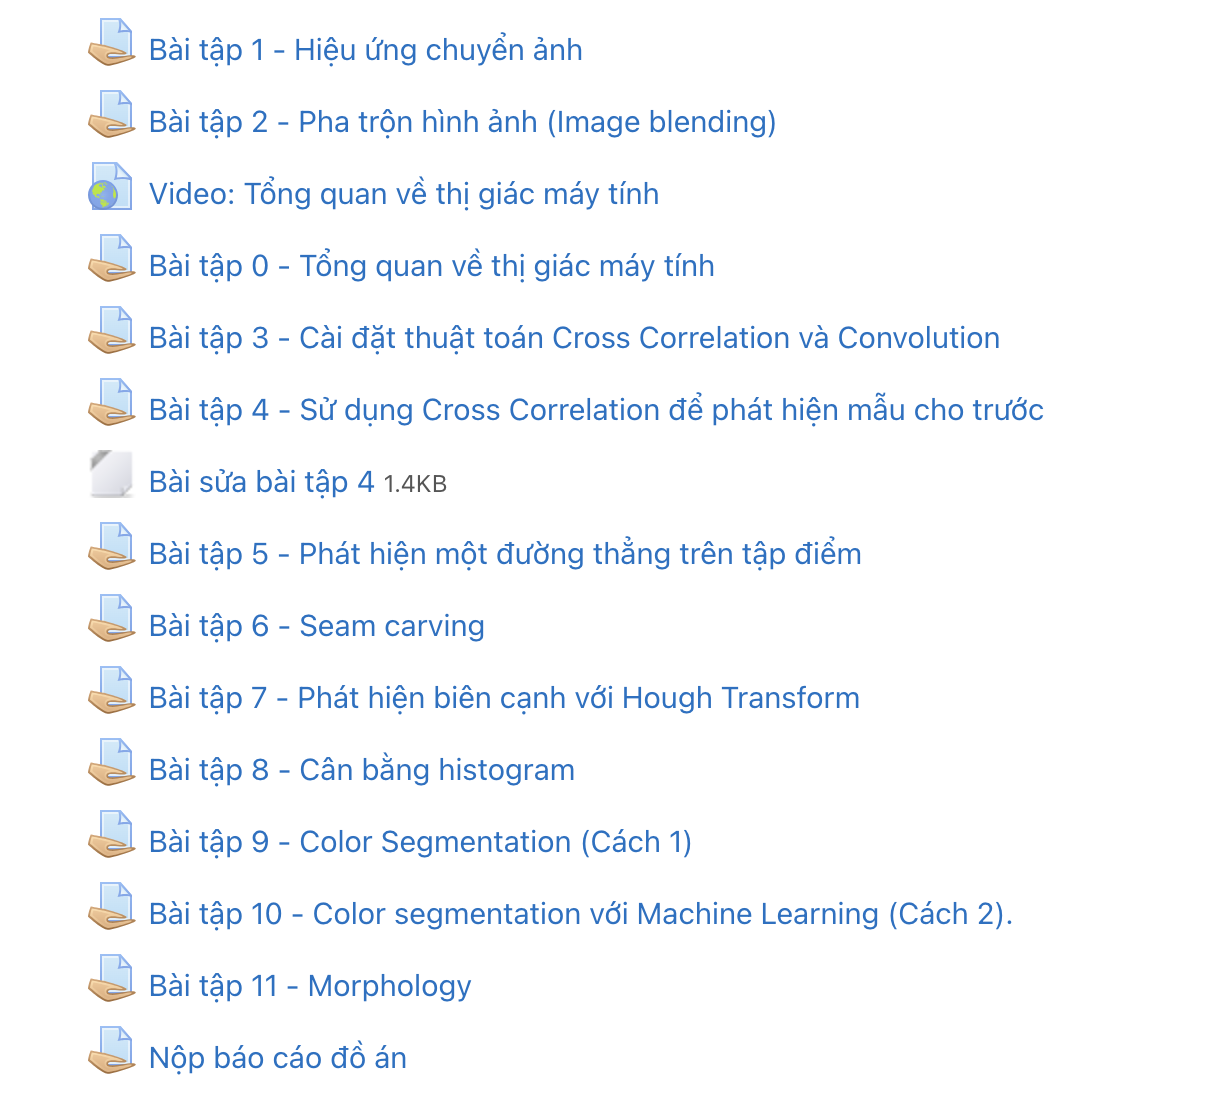 Bài tập 1 - Hiệu ứng chuyển ảnh
Bài tập 2 - Pha trộn hình ảnh (Image blending)
Video: Tổng quan về thị giác máy tính
Bài tập 0 - Tổng quan về thị giác máy tính
Bài tập 3 - Cài đặt thuật toán Cross Correlation và Convolution
Bài tập 4 - Sử dụng Cross Correlation để phát hiện mẫu cho trước
Bài sửa bài tập 4 1.4KB
Bài tập 5 - Phát hiện một đường thẳng trên tập điểm
Bài tập 6 - Seam carving
Bài tập 7 - Phát hiện biên cạnh với Hough Transform
Bài tập 8 - Cân bằng histogram
Bài tập 9 - Color Segmentation (Cách 1)
Bài tập 10 - Color segmentation với Machine Learning (Cách 2).
Bài tập 11 - Morphology
Nộp báo cáo đồ án